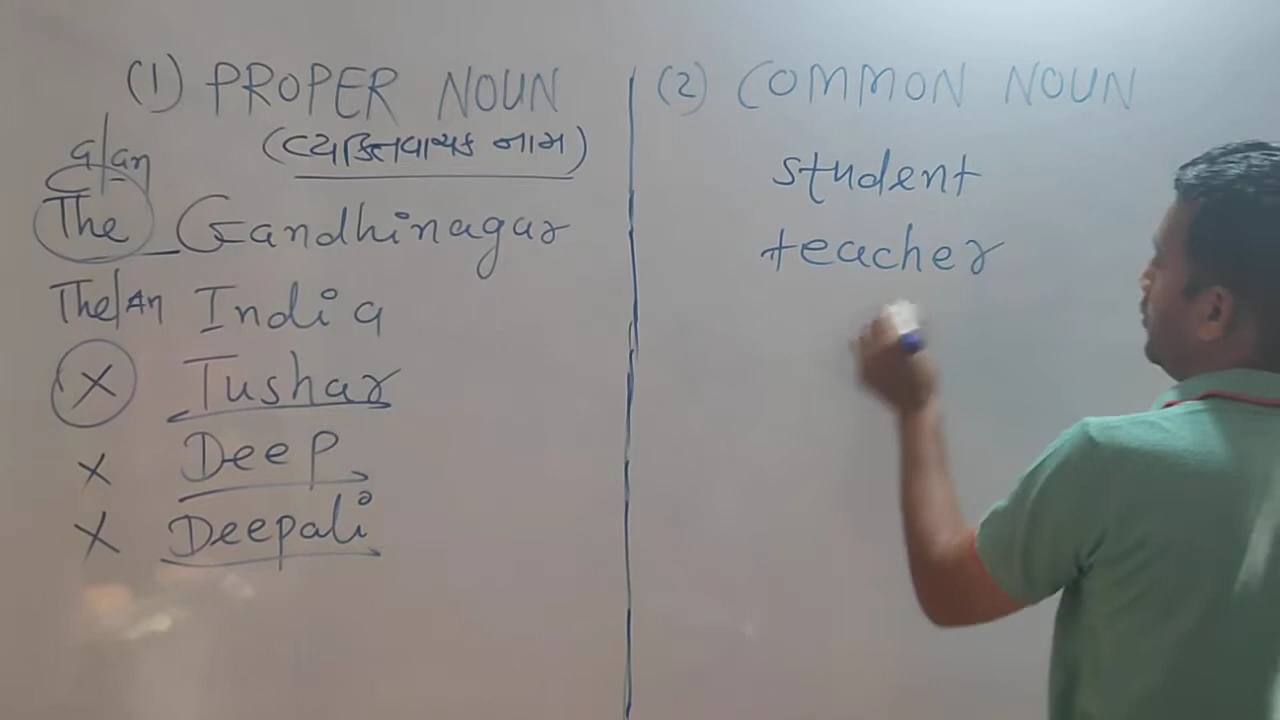 (1) PROPER NOUN
(વ્યક્તિવાચક નામ)
a/an
The Gandhinagar
The/An India
X Tushar
X Deep
X Deepali
(2) COMMON NOUN
student
teacher